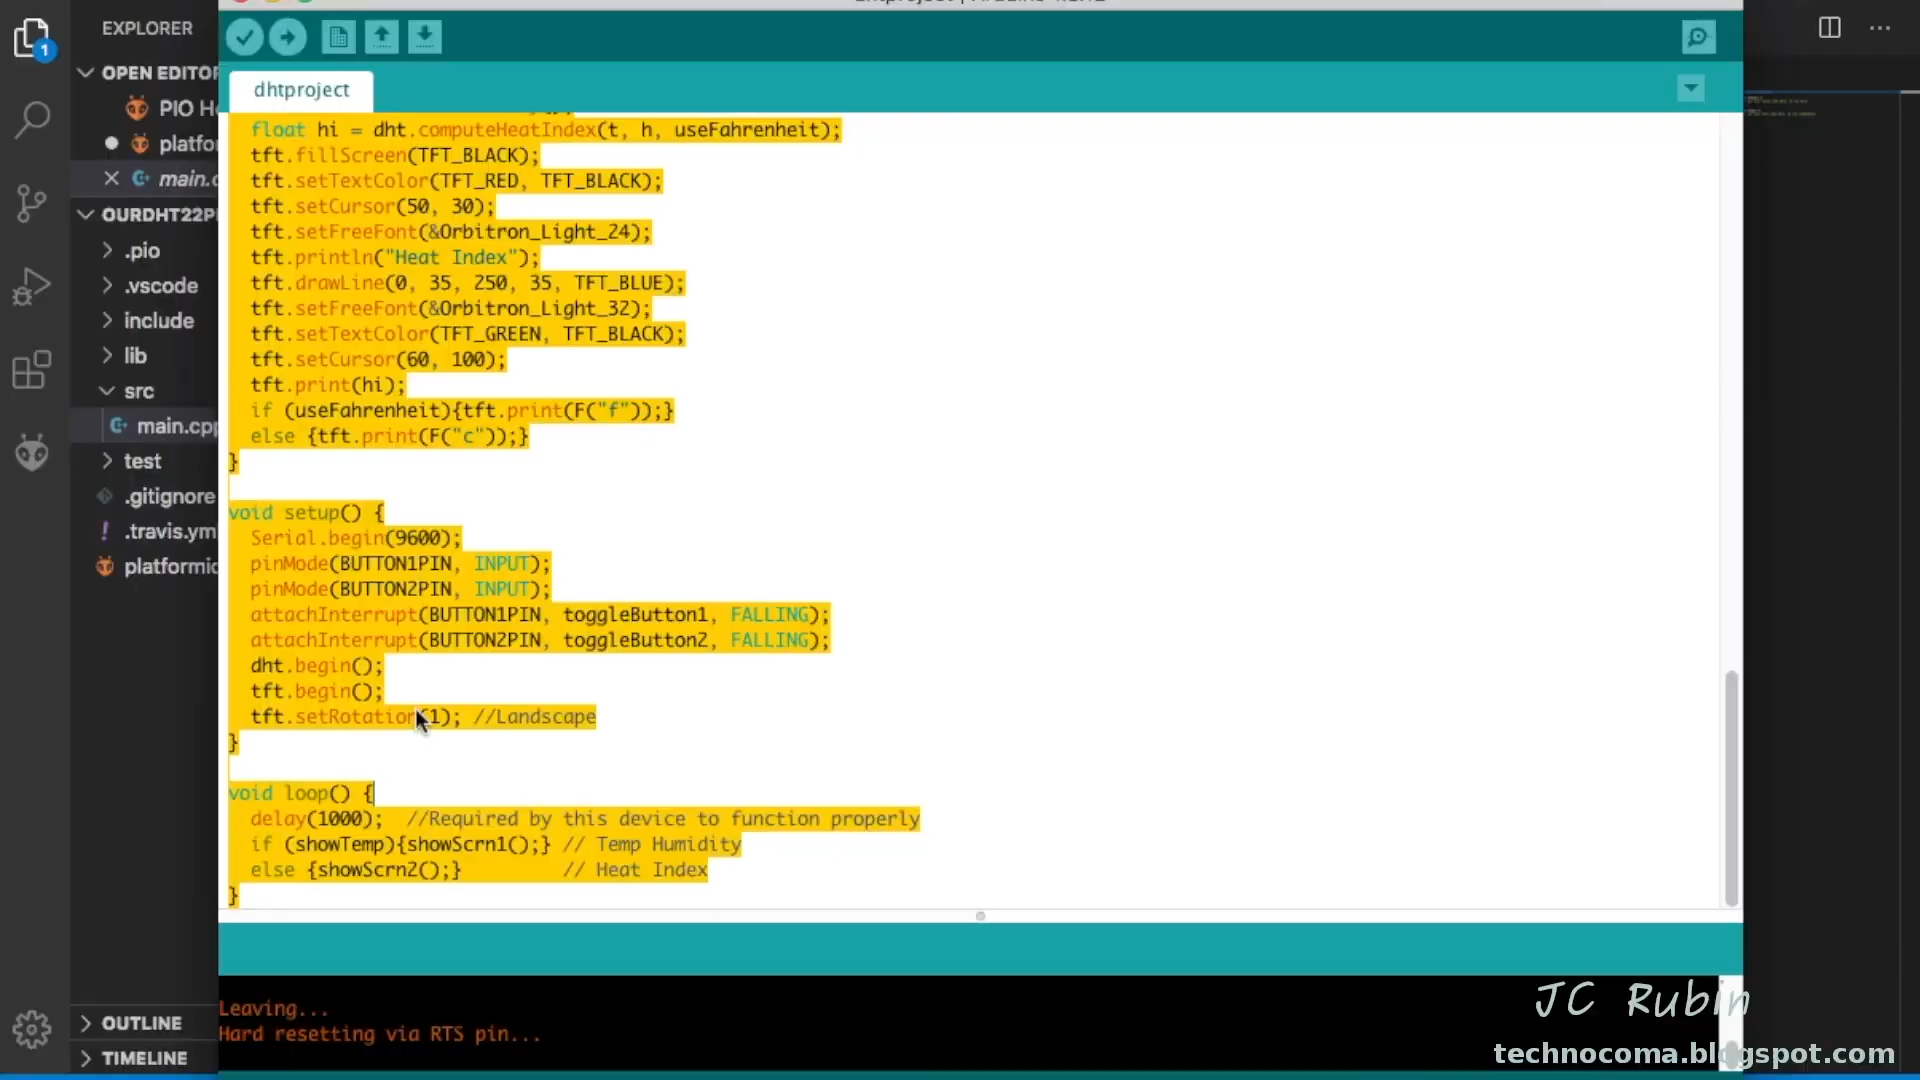 EXPLORER
1
OPEN EDITO
PIO H
platfo
main.c
OURDHT22P
.pio
.vscode
include
lib
src
main.cpp
test
.gitignore
.travis.ym
platformi
OUTLINE
TIMELINE
dhtproject
float hi = dht.computeHeatIndex(t, h, useFahrenheit);
tft.fillScreen(TFT_BLACK);
tft.setTextColor(TFT_RED, TFT_BLACK);
tft.setCursor(50, 30);
tft.setFreeFont(&Orbitron_Light_24);
tft.println("Heat Index");
tft.drawLine(0, 35, 250, 35, TFT_BLUE);
tft.setFreeFont(&Orbitron_Light_32);
tft.setTextColor(TFT_GREEN, TFT_BLACK);
tft.setCursor(60, 100);
tft.print(hi);
if (useFahrenheit){tft.print(F("f"));}
else {tft.print(F("c"));}
}
void setup() {
Serial.begin(9600);
pinMode(BUTTON1PIN, INPUT);
pinMode(BUTTON2PIN, INPUT);
attachInterrupt(BUTTON1PIN, toggleButton1, FALLING);
attachInterrupt(BUTTON2PIN, toggleButton2, FALLING);
dht.begin();
tft.begin();
tft.setRotation(1); //Landscape
}
void loop() {
delay(1000); //Required by this device to function properly
if (showTemp){showScrn1();} // Temp Humidity
else {showScrn2();} // Heat Index
}
Leaving...
Hard resetting via RTS pin...
JC Rubin
technocoma.blogspot.com